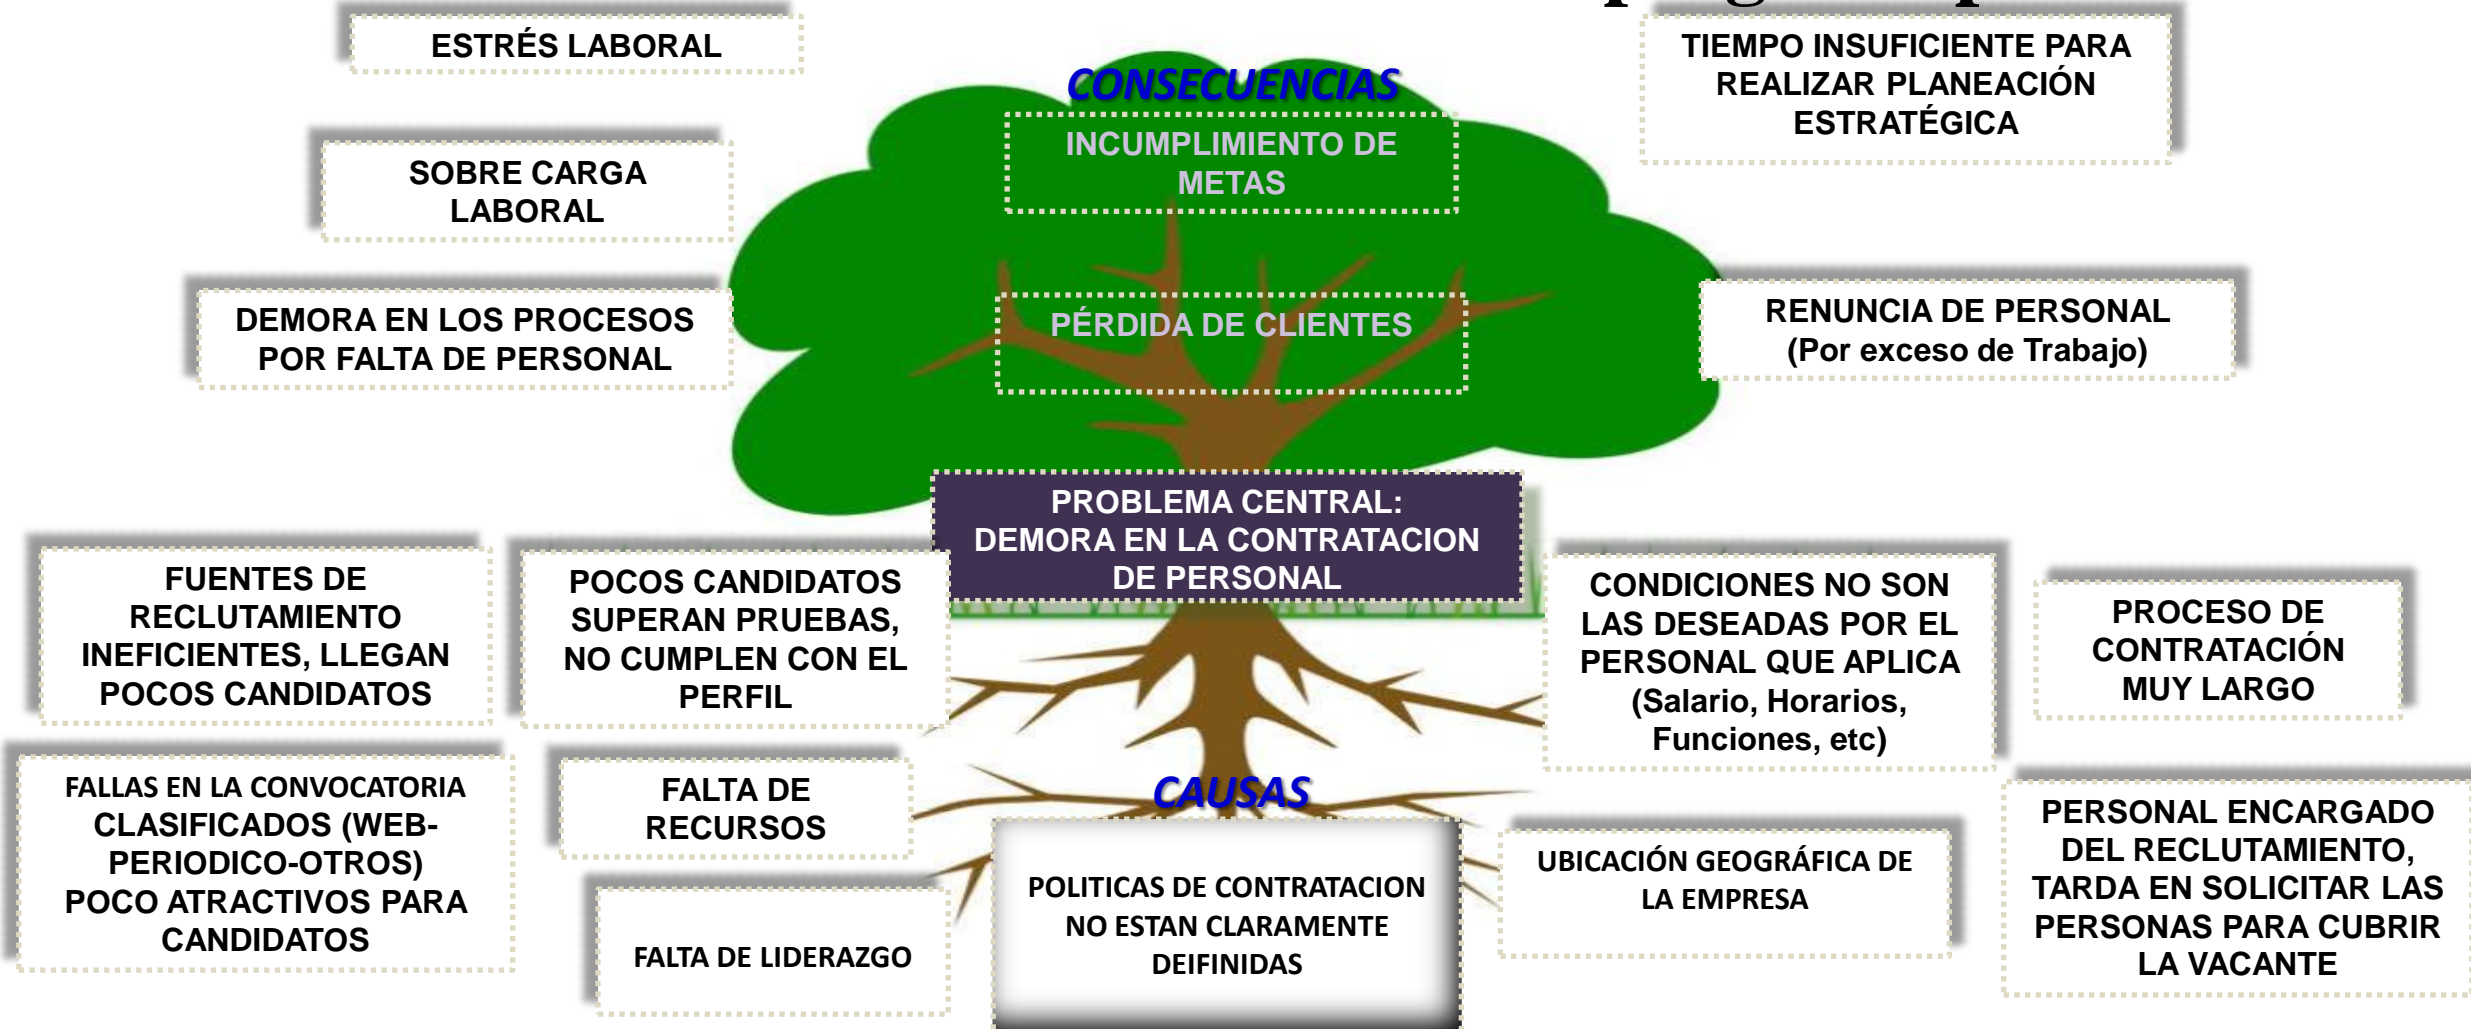 ESTRÉS LABORAL
CONSECUENCIAS
TIEMPO INSUFICIENTE PARA
REALIZAR PLANEACIÓN
ESTRATÉGICA
INCUMPLIMIENTO DE
METAS
SOBRE CARGA
LABORAL
DEMORA EN LOS PROCESOS
POR FALTA DE PERSONAL
PÉRDIDA DE CLIENTES
RENUNCIA DE PERSONAL
(Por exceso de Trabajo)
PROBLEMA CENTRAL:
DEMORA EN LA CONTRATACION
DE PERSONAL
FUENTES DE
RECLUTAMIENTO
INEFICIENTES, LLEGAN
POCOS CANDIDATOS
POCOS CANDIDATOS
SUPERAN PRUEBAS,
NO CUMPLEN CON EL
PERFIL
CONDICIONES NO SON
LAS DESEADAS POR EL
PERSONAL QUE APLICA
(Salario, Horarios,
Funciones, etc)
PROCESO DE
CONTRATACIÓN
MUY LARGO
CAUSAS
FALLAS EN LA CONVOCATORIA
CLASIFICADOS (WEB-
PERIODICO-OTROS)
POCO ATRACTIVOS PARA
CANDIDATOS
FALTA DE
RECURSOS
FALTA DE LIDERAZGO
POLITICAS DE CONTRATACION
NO ESTAN CLARAMENTE
DEIFINIDAS
UBICACIÓN GEOGRÁFICA DE
LA EMPRESA
PERSONAL ENCARGADO
DEL RECLUTAMIENTO,
TARDA EN SOLICITAR LAS
PERSONAS PARA CUBRIR
LA VACANTE